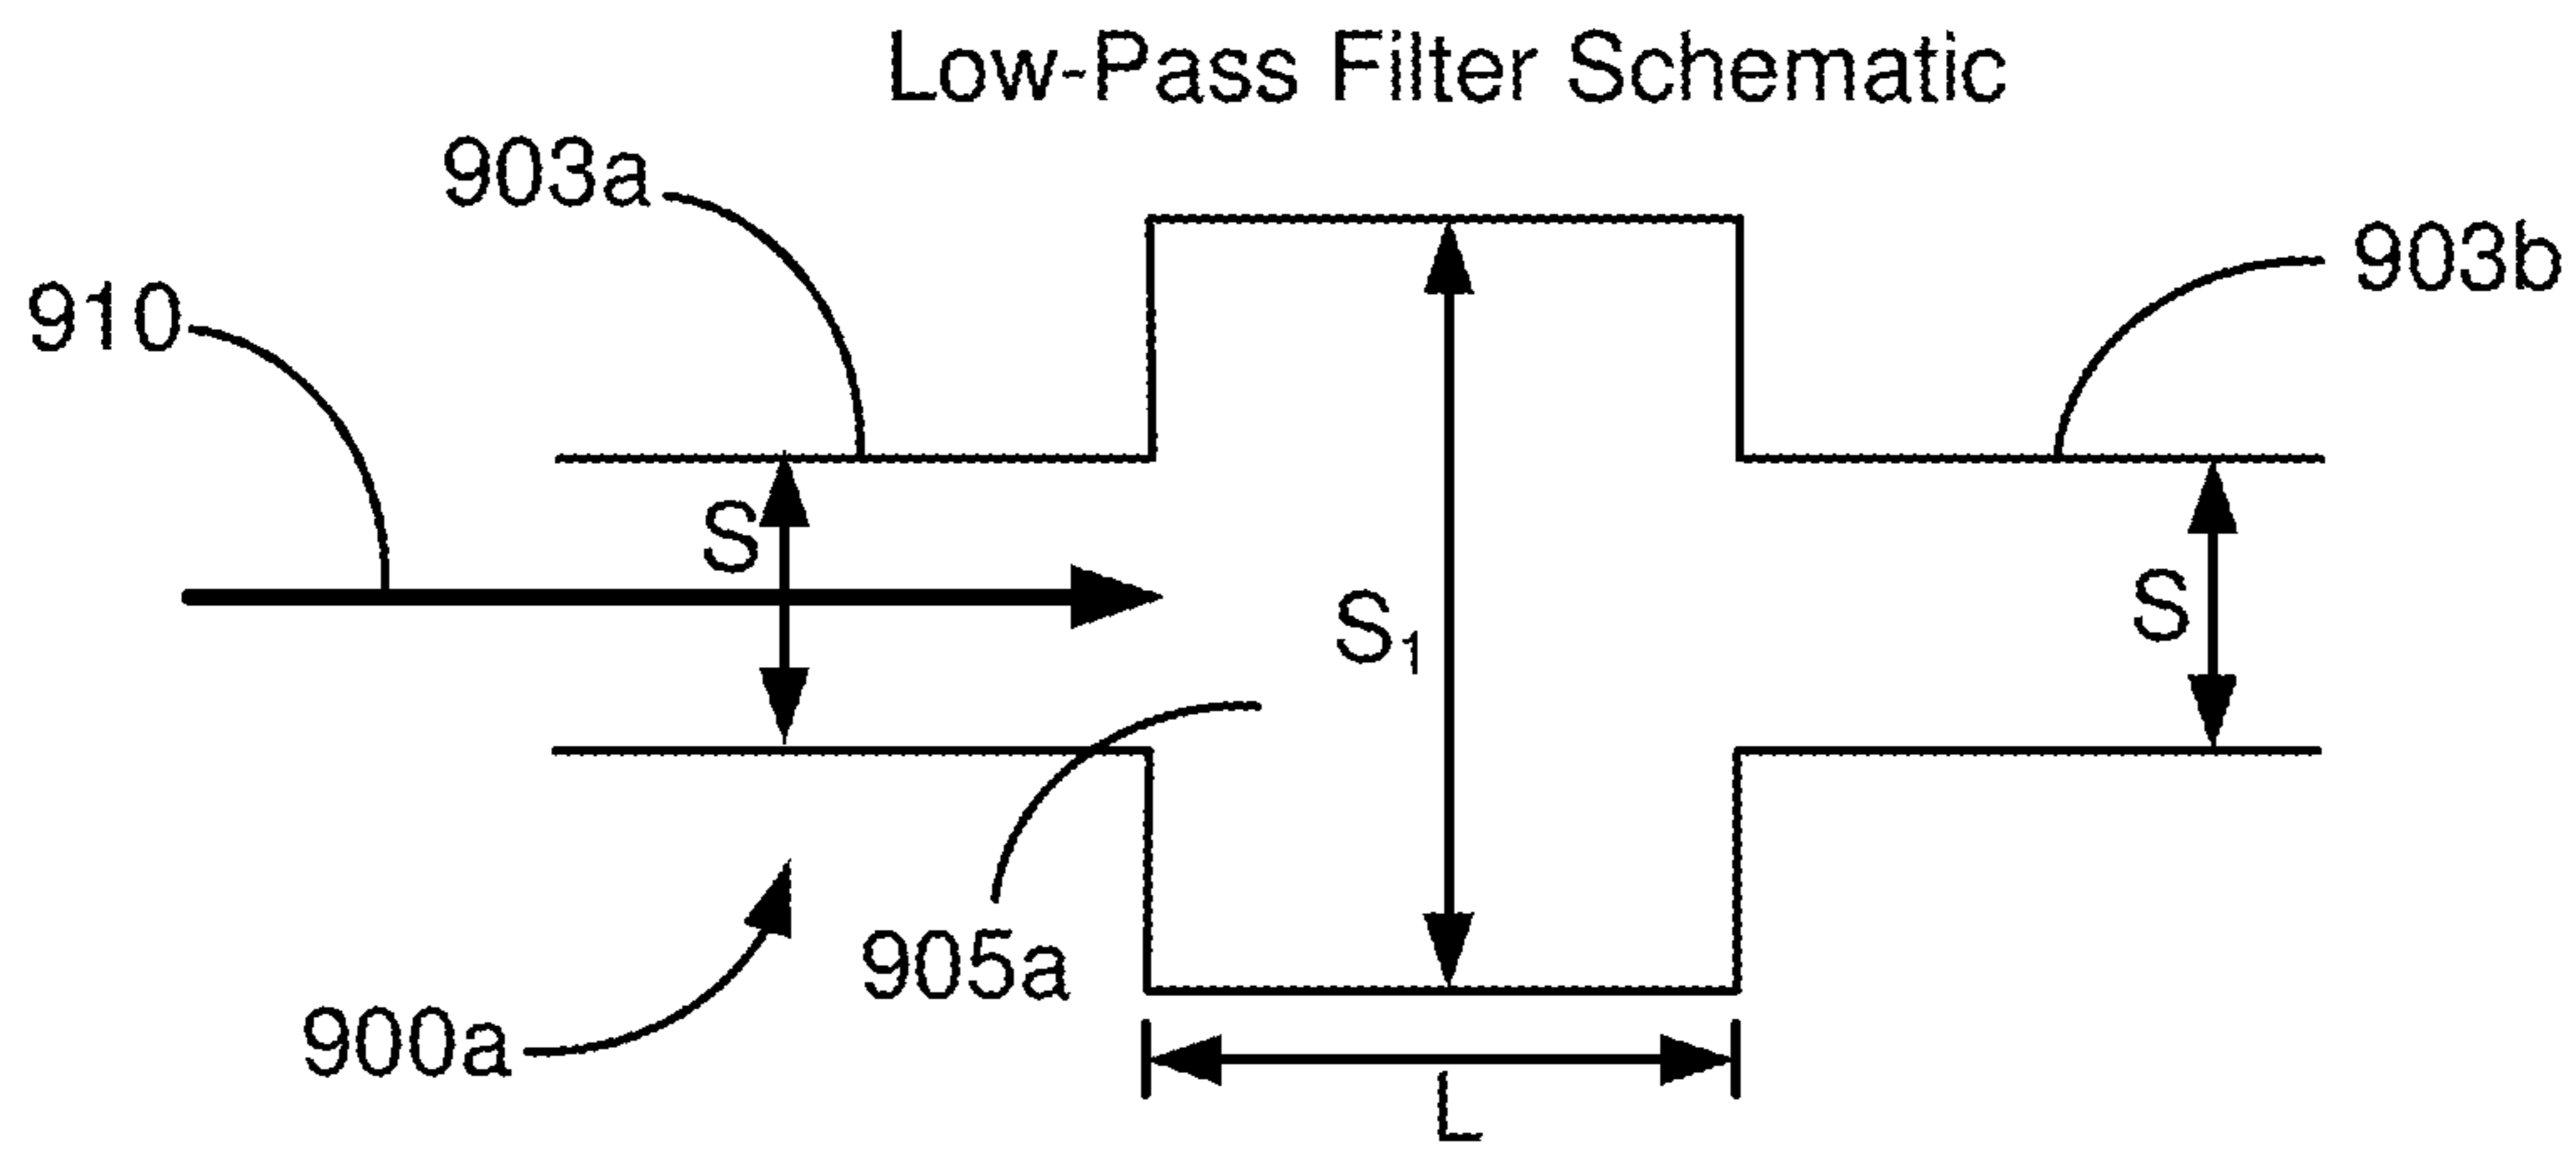 Low-Pass Filter Schematic
903a
903b
910
S
S₁
S
905a
900a
L